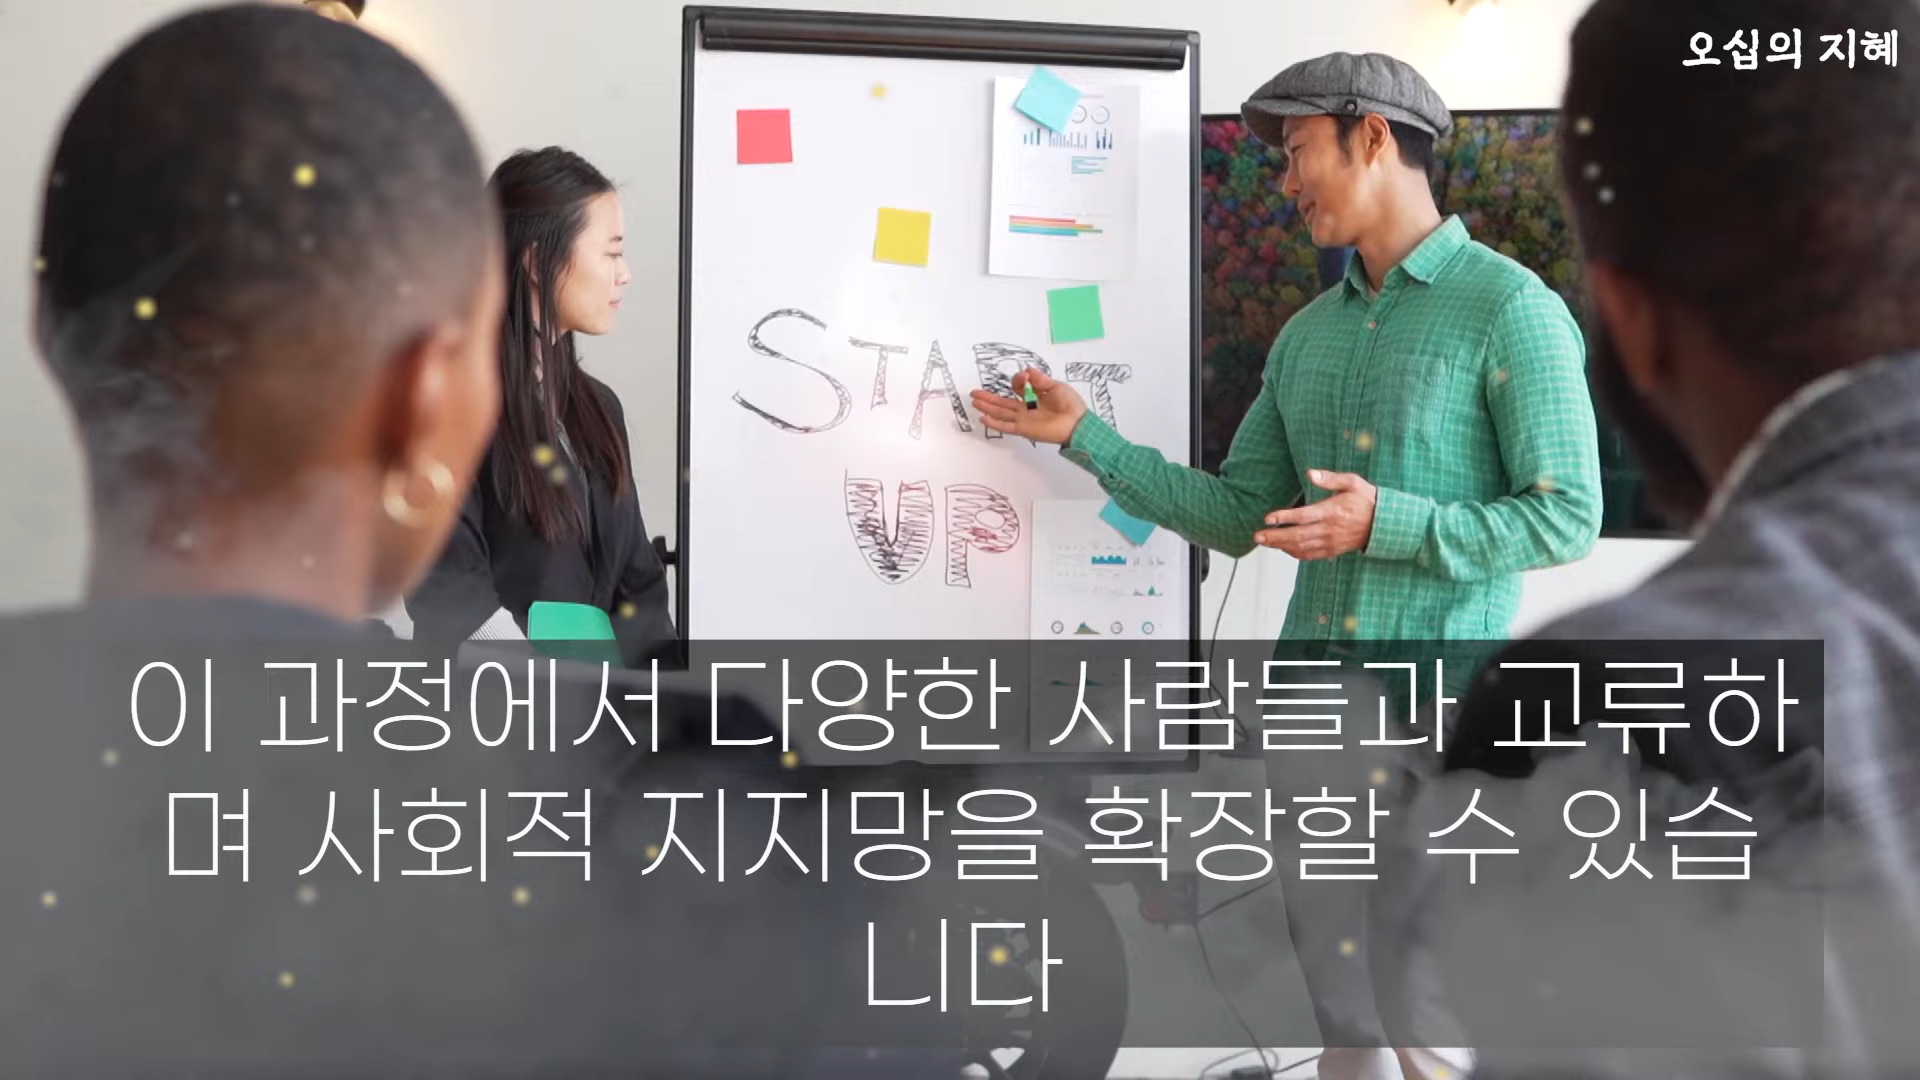 오십의 지혜
START
UP
이 과정에서 다양한 사람들과 교류하
며 사회적 지지망을 확장할 수 있습
니다